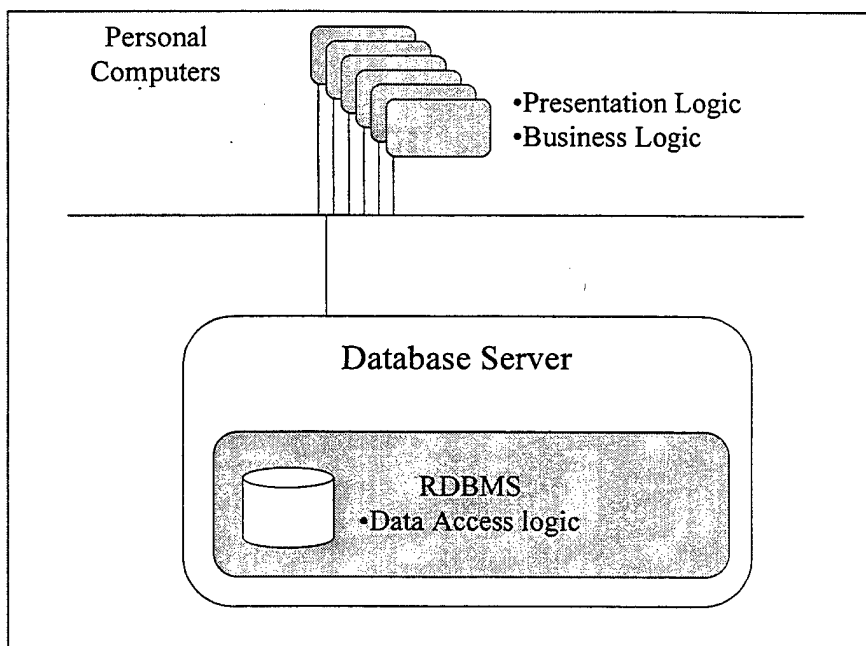 Personal
Computers
•Presentation Logic
•Business Logic
Database Server
RDBMS
•Data Access logic